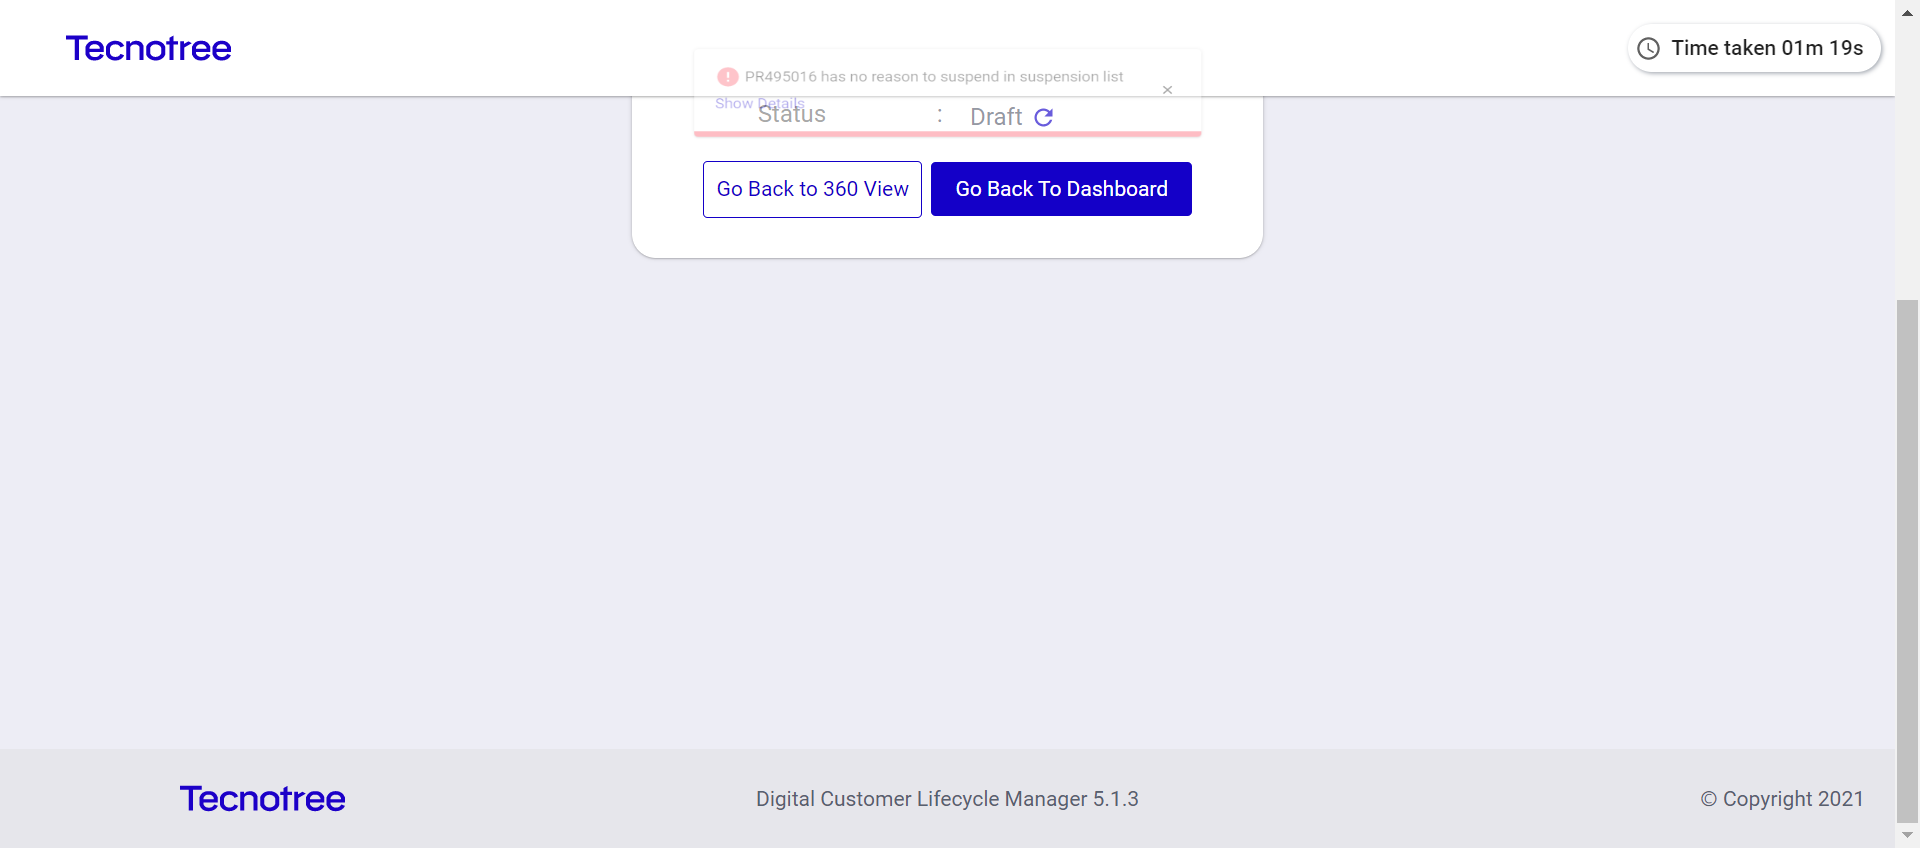 Tecnotree
Time taken 01m 19s
PR495016 has no reason to suspend in suspension list
Show Details
Status : Draft
Go Back to 360 View
Go Back To Dashboard
Tecnotree
Digital Customer Lifecycle Manager 5.1.3
© Copyright 2021